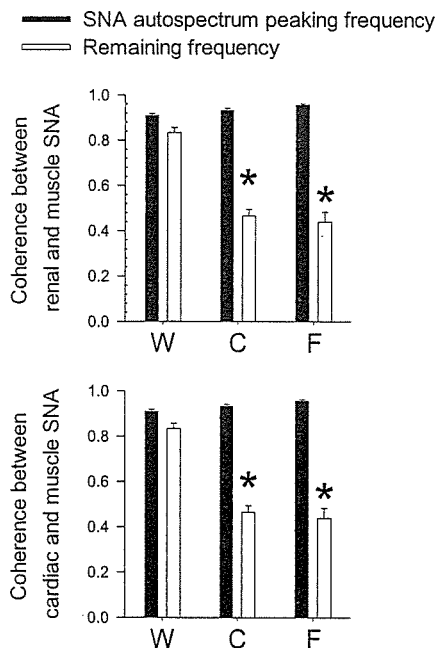 SNA autospectrum peaking frequency
Remaining frequency
Coherence between
renal and muscle SNA
1.0
0.8
0.6
0.4
0.2
0.0
*
*
W
C
F
Coherence between
cardiac and muscle SNA
1.0
0.8
0.6
0.4
0.2
0.0
*
*
W
C
F